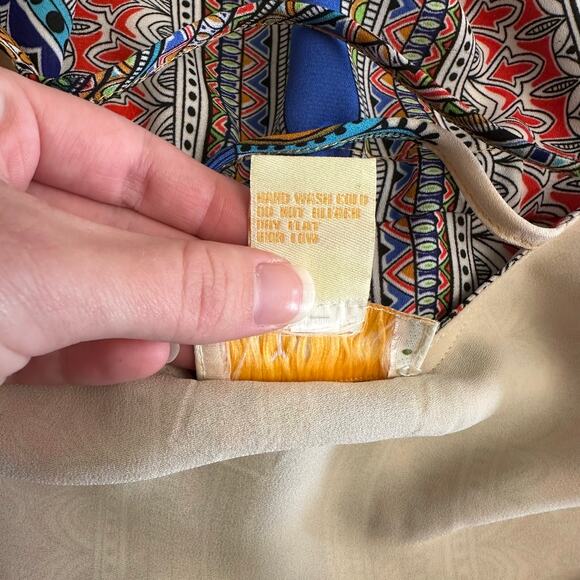 HAND WASH COLD
DO NOT BLEACH
DRY FLAT
IRON LOW